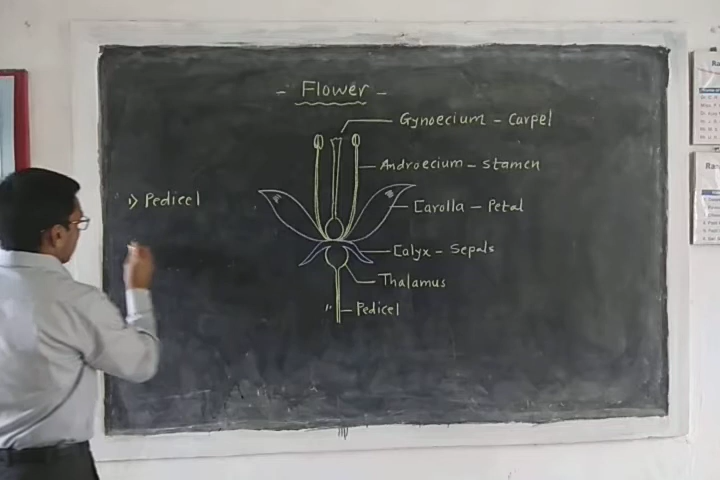 - Flower -
Gynoecium - Carpel
Androecium - Stamen
1) Pedicel
Carolla - Petal
Calyx - Sepals
Thalamus
Pedicel